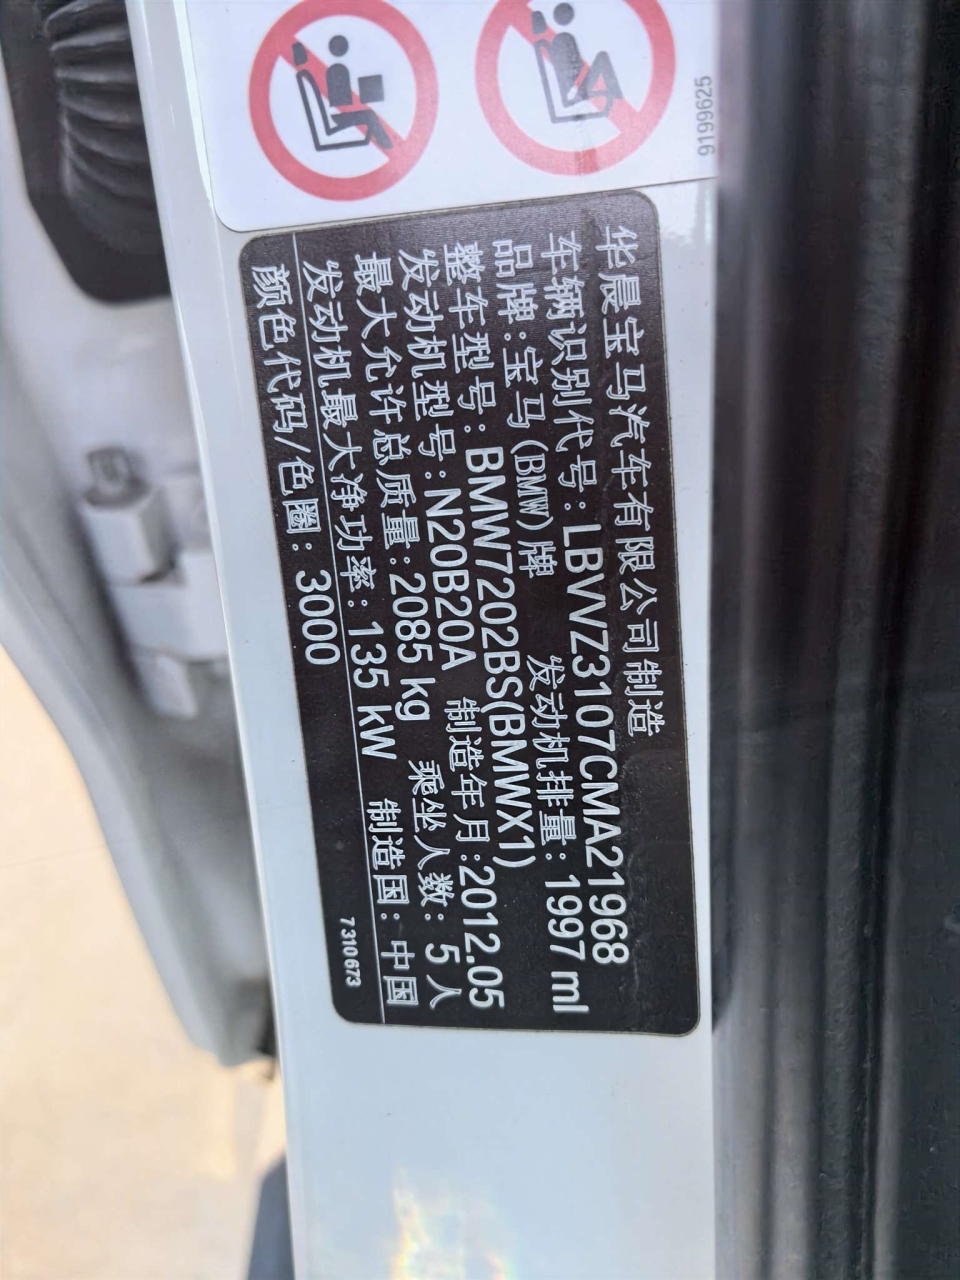 9199625
华晨宝马汽车有限公司制造
车辆识别代号:LBVVZ3107CMA21968
品牌:宝马(BMW)牌 发动机排量:1997 ml
整车型号:BMW7202BS(BMWX1)
发动机型号:N20B20A 制造年月:2012.05
最大允许总质量:2085 kg 乘坐人数:5人
发动机最大净功率:135 kW 制造国:中国
颜色代码/色圈:3000
7310673